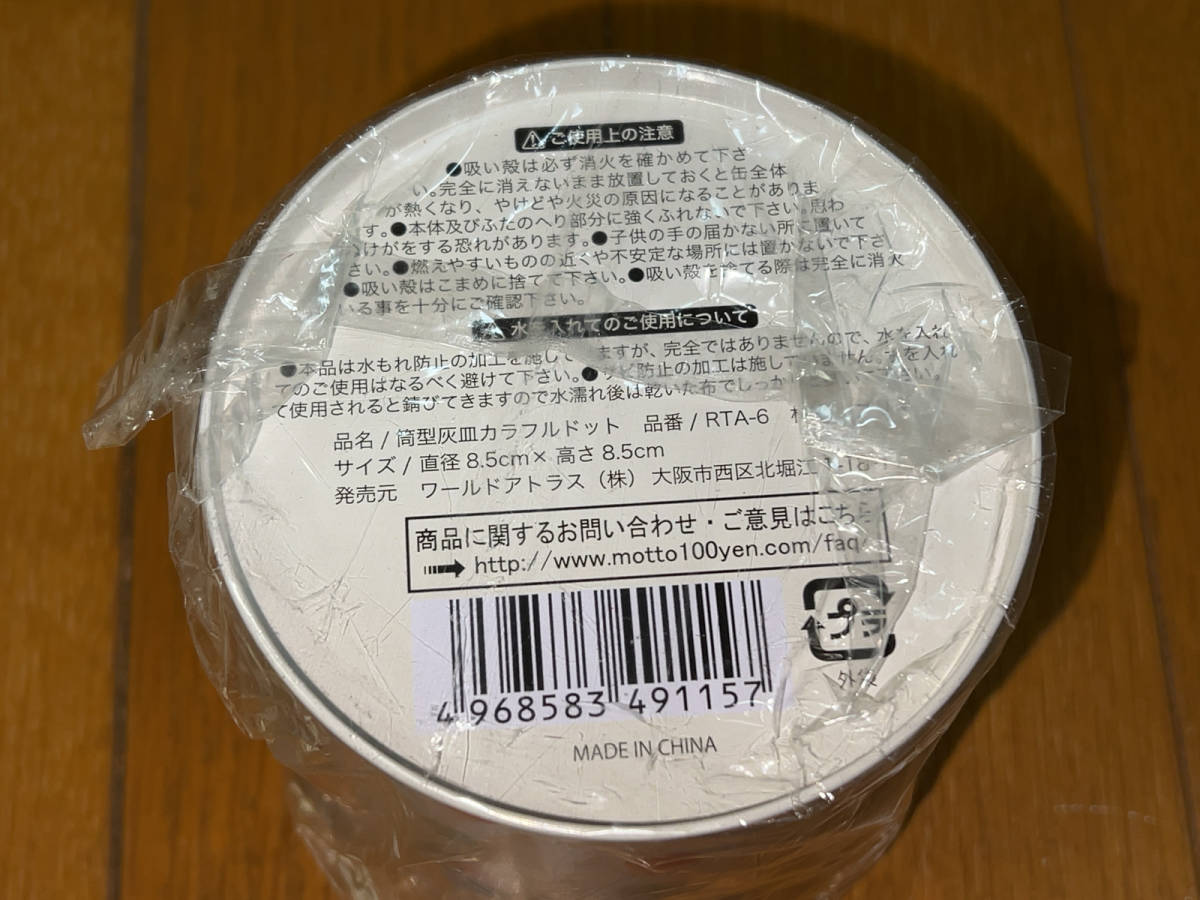 ご使用上の注意
●吸い殻は必ず消火を確かめて下さ
い。完全に消えないまま放置しておくと缶全体
が熱くなり、やけどや火災の原因になることがありま
す。●本体及びふたのへり部分に強くふれないで下さい。思わ
ぬけがをする恐れがあります。●子供の手の届かない所に置いて
さい。●燃えやすいものの近くや不安定な場所には置かないで下さ
●吸い殻はこまめに捨てて下さい。●吸い殻を捨てる際は完全に消火
いる事を十分にご確認下さい。
水を入れてのご使用について
●本品は水もれ防止の加工を施して ますが、完全ではありませんので、水を入れ
てのご使用はなるべく避けて下さい。●サビ防止の加工は施して いません。水を入れ
て使用されると錆びてきますので水濡れ後は乾いた布でしっか
品名 / 筒型灰皿カラフルドット 品番 / RTA-6
サイズ / 直径 8.5cm× 高さ 8.5cm
発売元 ワールドアトラス（株） 大阪市西区北堀江
商品に関するお問い合わせ・ご意見はこちら
http://www.motto100yen.com/faq/
プラ
外装
4 968583 491157
MADE IN CHINA